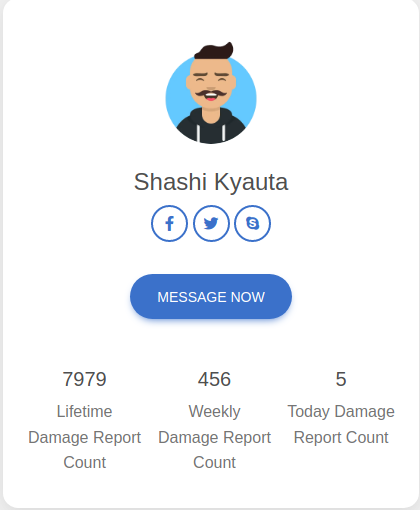 Shashi Kyauta
MESSAGE NOW
7979
Lifetime
Damage Report
Count
456
Weekly
Damage Report
Count
5
Today Damage
Report Count